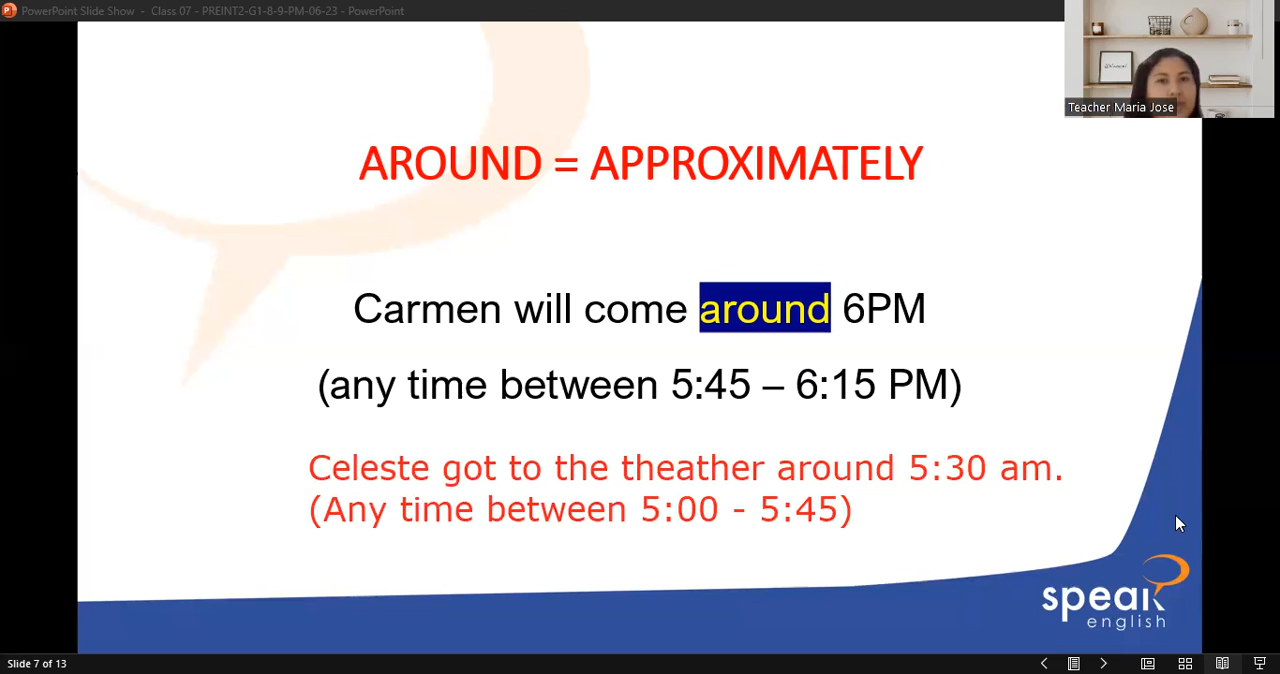 PowerPoint Slide Show - Class 07 - PREINT2-G1-8-9-PM-06-23 - PowerPoint
Teacher Maria Jose
AROUND = APPROXIMATELY
Carmen will come around 6PM
(any time between 5:45 – 6:15 PM)
Celeste got to the theather around 5:30 am.
(Any time between 5:00 - 5:45)
speak
english
Slide 7 of 13